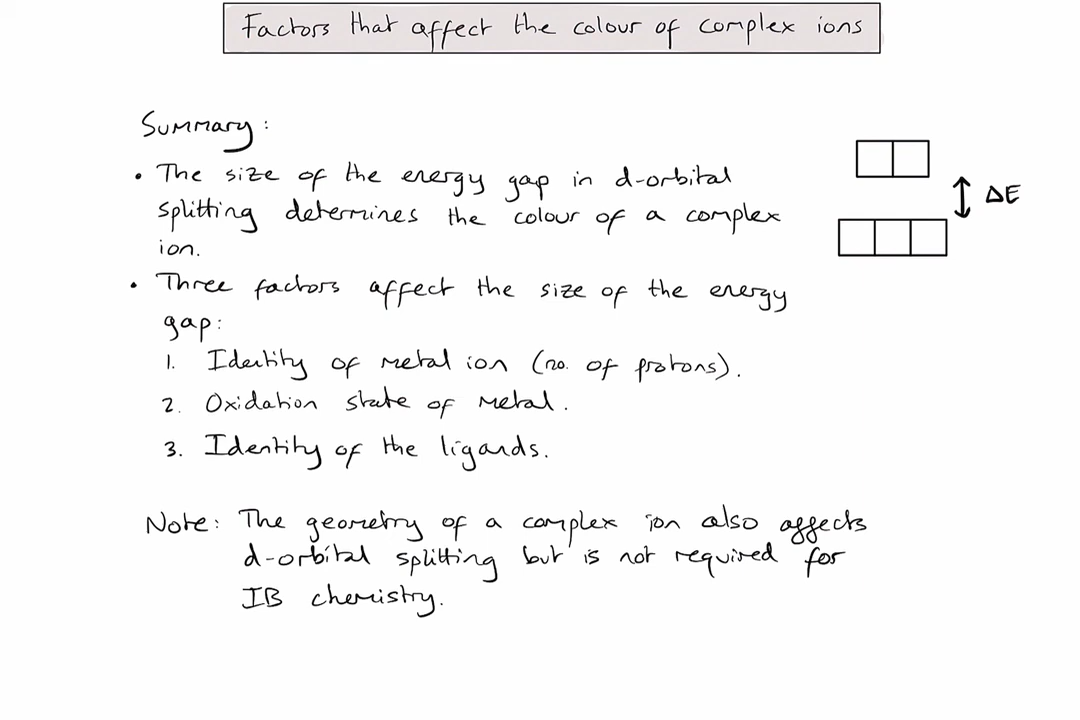 Factors that affect the colour of complex ions
Summary:
• The size of the energy gap in d-orbital
splitting determines the colour of a complex
ion.
ΔE
• Three factors affect the size of the energy
gap:
1. Identity of metal ion (no. of protons).
2. Oxidation state of metal.
3. Identity of the ligands.
Note: The geometry of a complex ion also affects
d-orbital splitting but is not required for
IB chemistry.